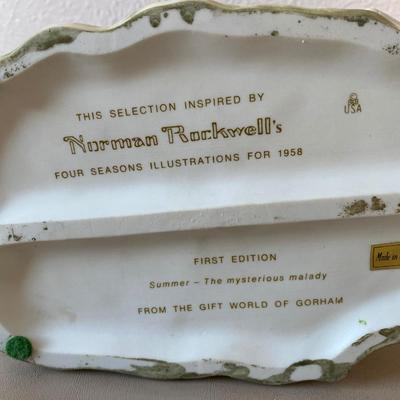 THIS SELECTION INSPIRED BY
Norman Rockwell's
FOUR SEASONS ILLUSTRATIONS FOR 1958
USA
FIRST EDITION
Summer – The mysterious malady
FROM THE GIFT WORLD OF GORHAM
Made in